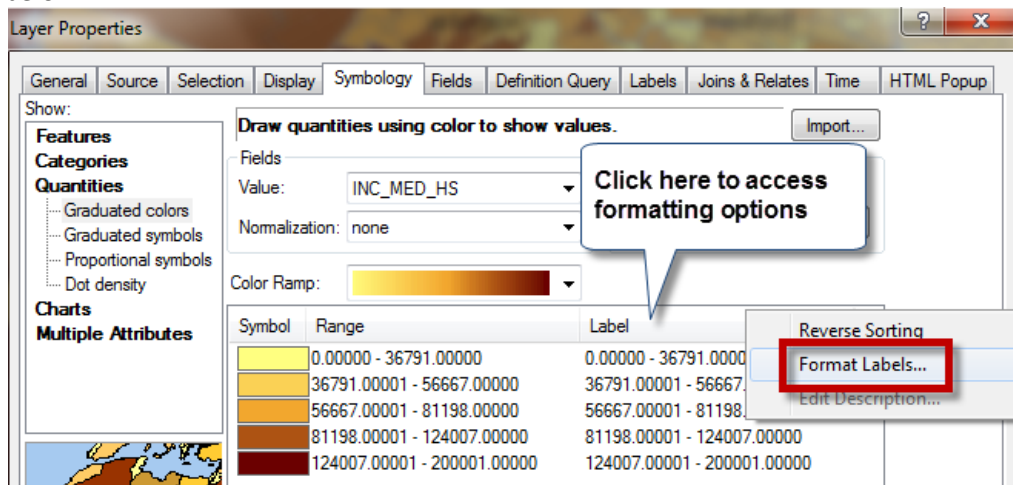 Layer Properties
General Source Selection Display Symbology Fields Definition Query Labels Joins & Relates Time HTML Popup
Show:
Features
Categories
Quantities
Graduated colors
Graduated symbols
Proportional symbols
Dot density
Charts
Multiple Attributes
Draw quantities using color to show values.
Import...
Fields
Value: INC_MED_HS
Normalization: none
Click here to access
formatting options
Color Ramp:
Symbol Range Label
0.00000 - 36791.00000 0.00000 - 36791.0000
36791.00001 - 56667.00000 36791.00001 - 56667.
56667.00001 - 81198.00000 56667.00001 - 81198.
81198.00001 - 124007.00000 81198.00001 - 124007.00000
124007.00001 - 200001.00000 124007.00001 - 200001.00000
Reverse Sorting
Format Labels...
Edit Description...